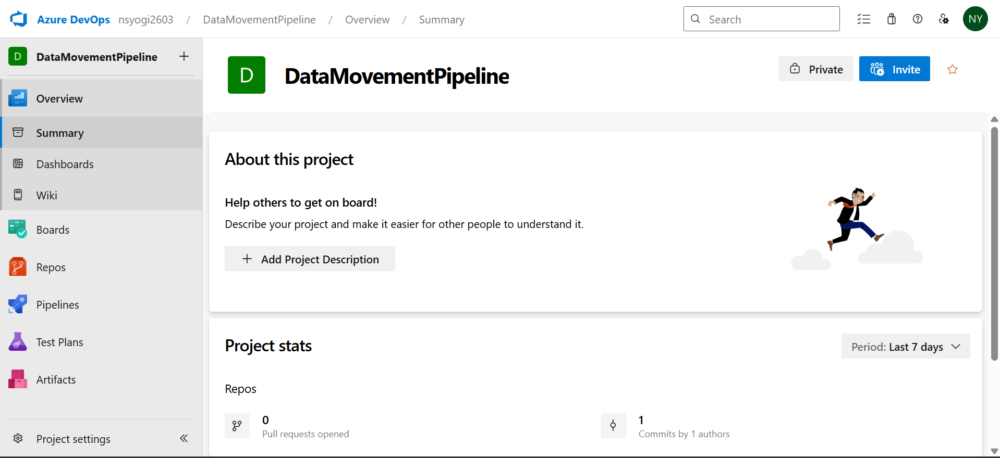 Azure DevOps nsyogi2603 / DataMovementPipeline / Overview / Summary
Search
NY
D DataMovementPipeline
Overview
Summary
Dashboards
Wiki
Boards
Repos
Pipelines
Test Plans
Artifacts
Project settings
D DataMovementPipeline
Private
Invite
About this project
Help others to get on board!
Describe your project and make it easier for other people to understand it.
Add Project Description
Project stats
Period: Last 7 days
Repos
0
Pull requests opened
1
Commits by 1 authors